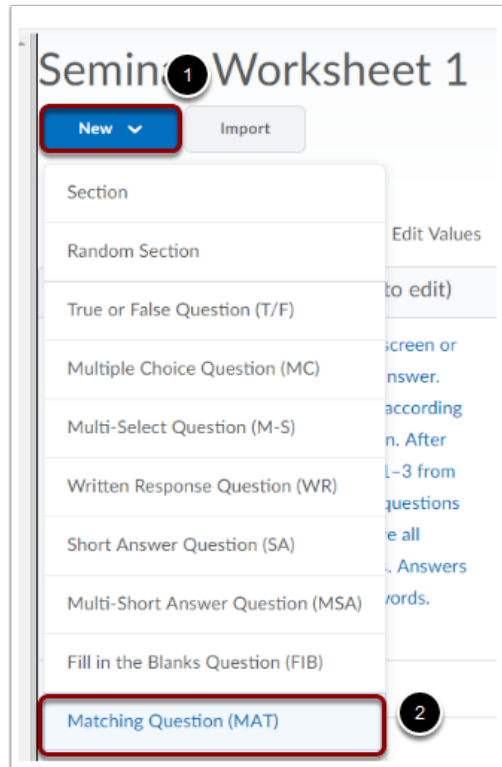 Seminar Worksheet 1
1
New
Import
Section
Random Section
Edit Values
True or False Question (T/F)
to edit)
Multiple Choice Question (MC)
screen or
nswer.
according
Multi-Select Question (M-S)
n. After
Written Response Question (WR)
1–3 from
questions
Short Answer Question (SA)
re all
. Answers
Multi-Short Answer Question (MSA)
words.
Fill in the Blanks Question (FIB)
Matching Question (MAT)
2